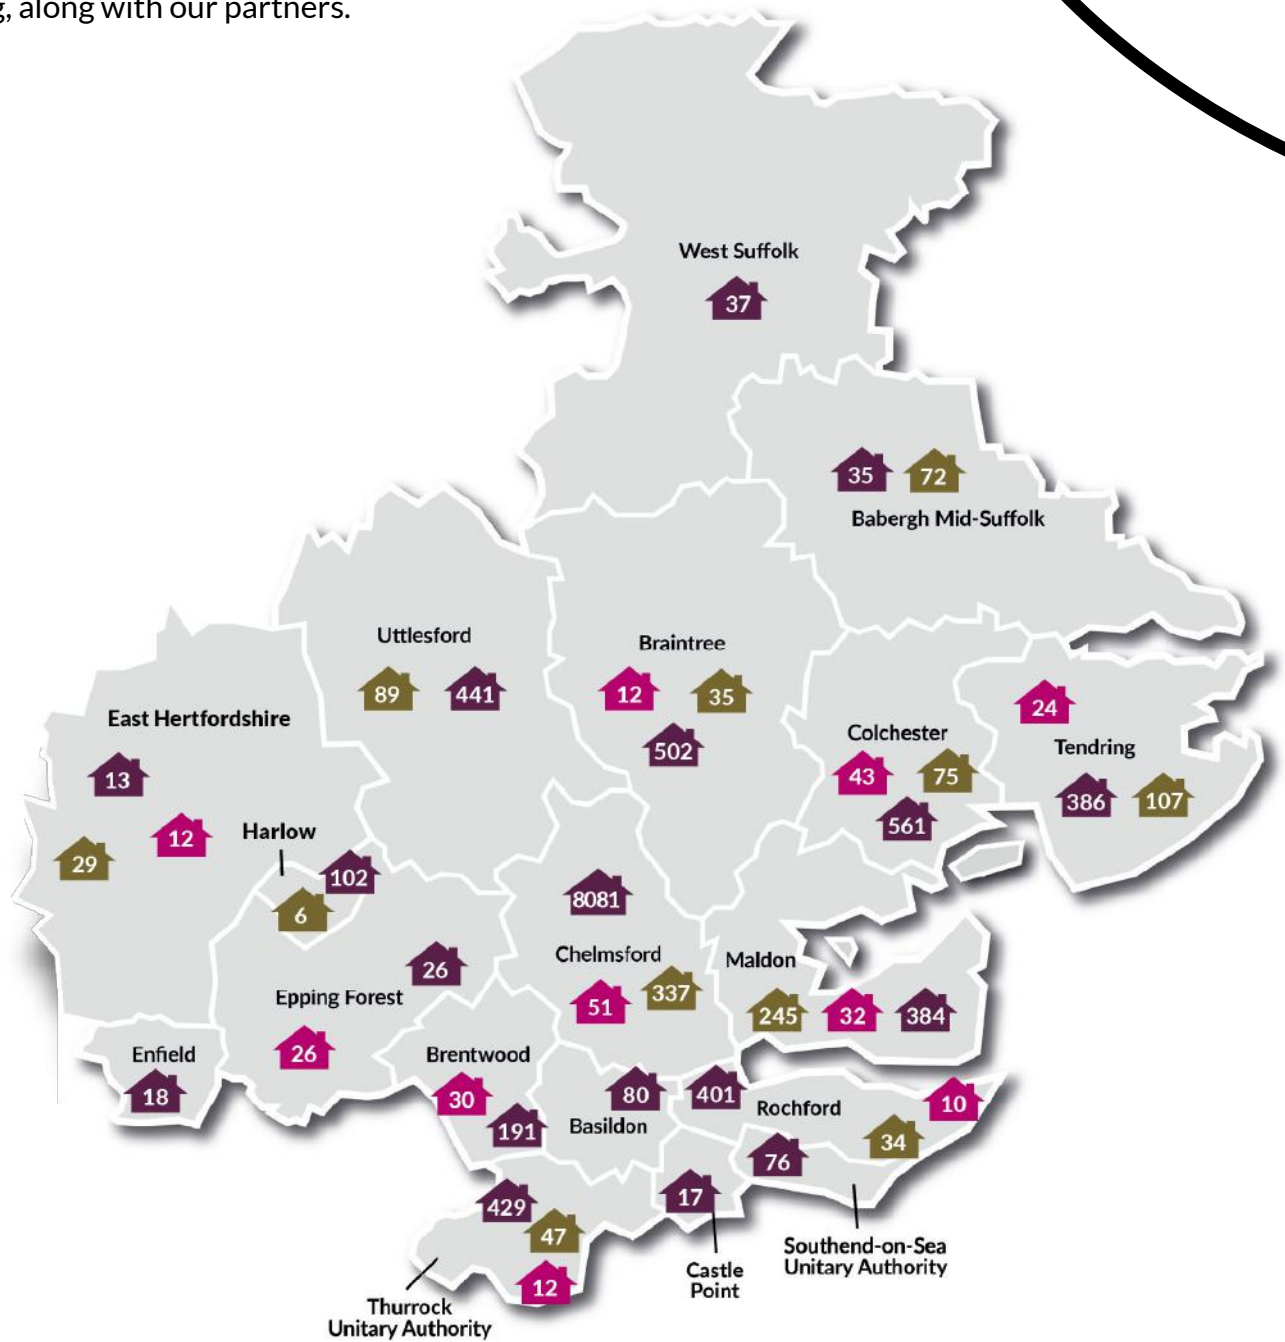 g, along with our partners.
West Suffolk
37
35 72
Babergh Mid-Suffolk
Uttlesford
89 441
Braintree
12 35
502
East Hertfordshire
13
12
29
Harlow
102
6
Colchester
43 75
561
24
Tendring
386 107
8081
Chelmsford
51 337
Maldon
245 32 384
26
Epping Forest
26
Enfield
18
Brentwood
30
191
80
Basildon
401
Rochford
10
34
76
17
429
47
12
Southend-on-Sea
Unitary Authority
Castle
Point
Thurrock
Unitary Authority